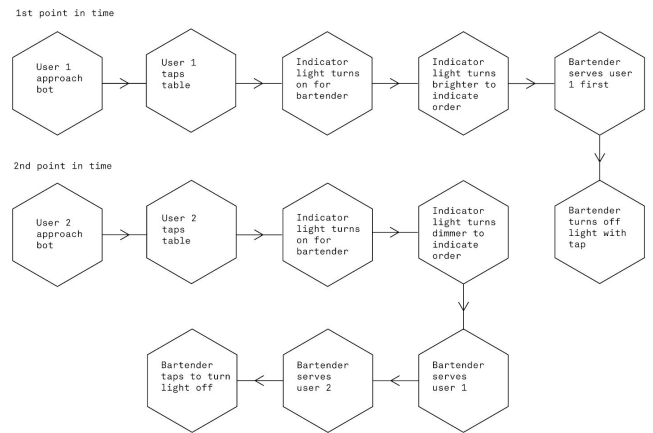 1st point in time
User 1
approach
bot
User 1
taps
table
Indicator
light turns
on for
bartender
Indicator
light turns
brighter to
indicate
order
Bartender
serves user
1 first
Bartender
turns off
light with
tap
2nd point in time
User 2
approach
bot
User 2
taps
table
Indicator
light turns
on for
bartender
Indicator
light turns
dimmer to
indicate
order
Bartender
serves
user 1
Bartender
serves
user 2
Bartender
taps to turn
light off